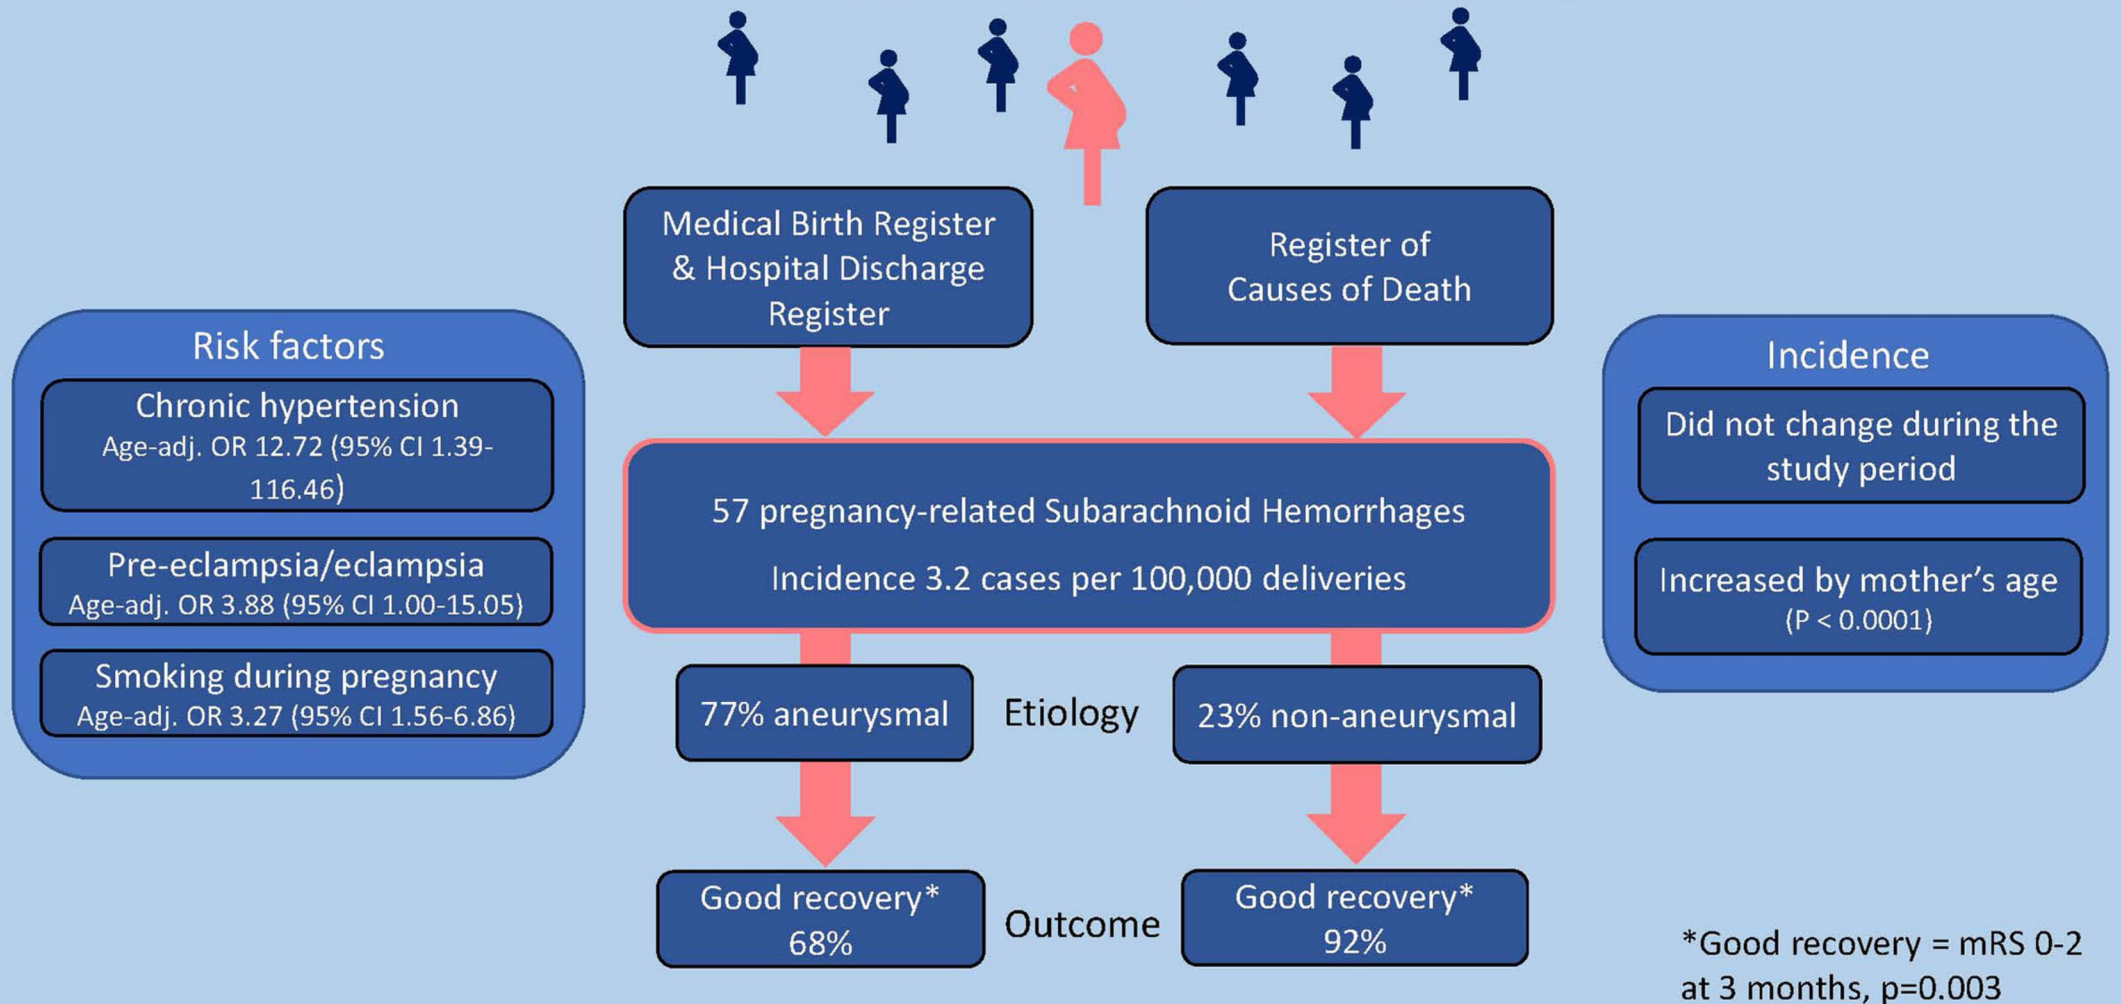 Medical Birth Register
& Hospital Discharge
Register
Register of
Causes of Death
Risk factors
Chronic hypertension
Age-adj. OR 12.72 (95% CI 1.39-
116.46)
Pre-eclampsia/eclampsia
Age-adj. OR 3.88 (95% CI 1.00-15.05)
Smoking during pregnancy
Age-adj. OR 3.27 (95% CI 1.56-6.86)
57 pregnancy-related Subarachnoid Hemorrhages
Incidence 3.2 cases per 100,000 deliveries
Incidence
Did not change during the
study period
Increased by mother’s age
(P < 0.0001)
77% aneurysmal
Etiology
23% non-aneurysmal
Good recovery*
68%
Outcome
Good recovery*
92%
*Good recovery = mRS 0-2
at 3 months, p=0.003